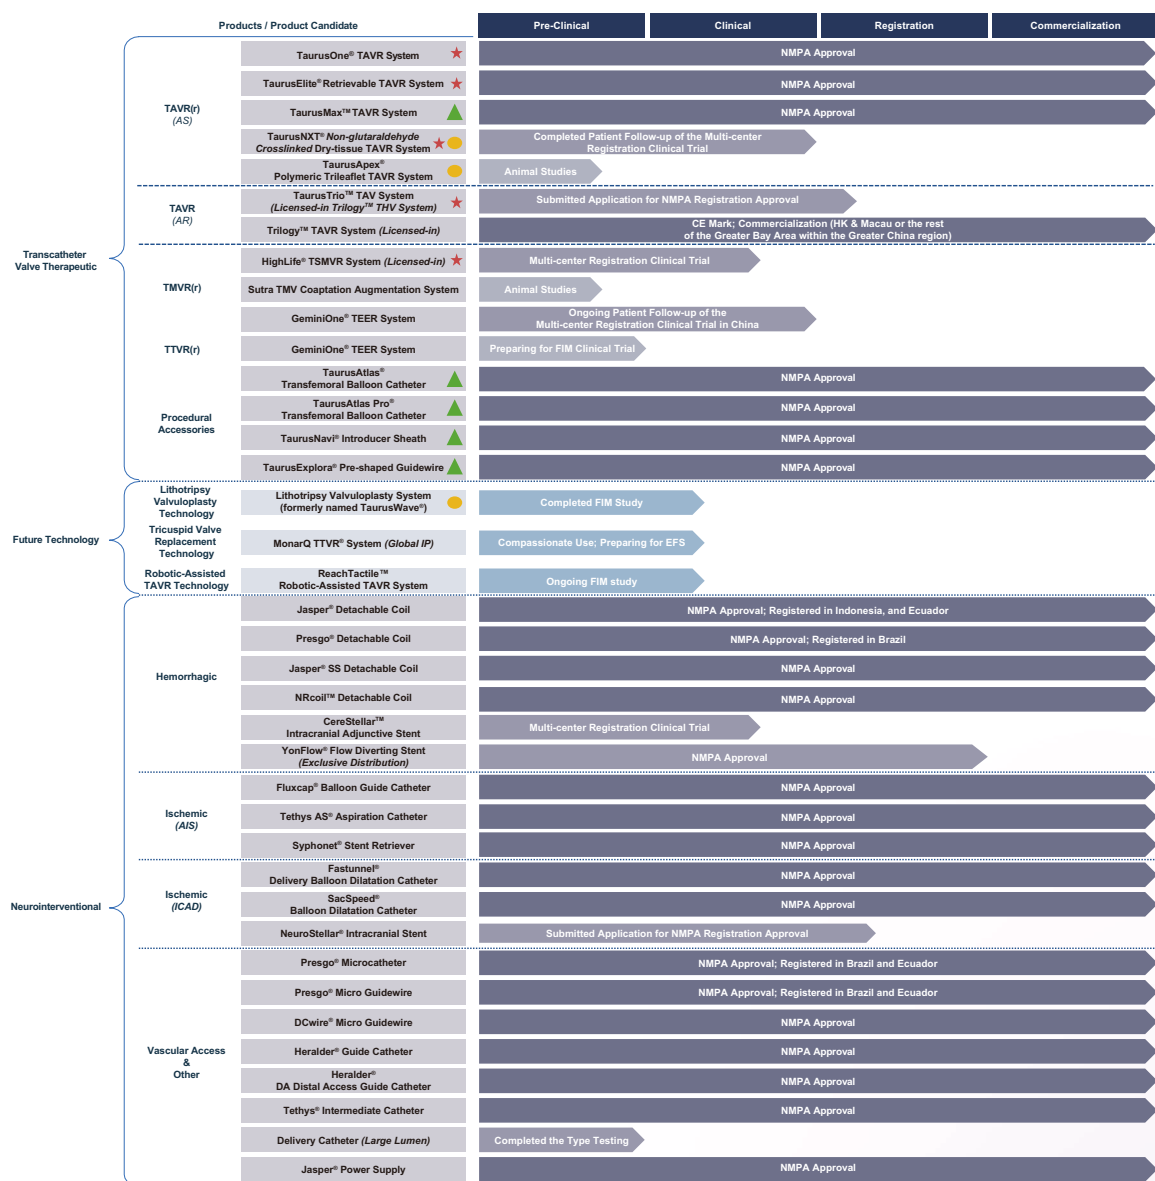 Products / Product Candidate
Pre-Clinical
Clinical
Registration
Commercialization
Transcatheter
Valve Therapeutic
TAVR(r)
(AS)
TaurusOne® TAVR System
NMPA Approval
TaurusElite® Retrievable TAVR System
NMPA Approval
TaurusMax™ TAVR System
NMPA Approval
TaurusNXT® Non-glutaraldehyde
Crosslinked Dry-tissue TAVR System
Completed Patient Follow-up of the Multi-center
Registration Clinical Trial
TaurusApex®
Polymeric Trileaflet TAVR System
Animal Studies
TAVR
(AR)
TaurusTrio™ TAV System
(Licensed-in Trilogy™ THV System)
Submitted Application for NMPA Registration Approval
Trilogy™ TAVR System (Licensed-in)
CE Mark; Commercialization (HK & Macau or the rest
of the Greater Bay Area within the Greater China region)
TMVR(r)
HighLife® TSMVR System (Licensed-in)
Multi-center Registration Clinical Trial
Sutra TMV Coaptation Augmentation System
Animal Studies
GeminiOne® TEER System
Ongoing Patient Follow-up of the
Multi-center Registration Clinical Trial in China
TTVR(r)
GeminiOne® TEER System
Preparing for FIM Clinical Trial
Procedural
Accessories
TaurusAtlas®
Transfemoral Balloon Catheter
NMPA Approval
TaurusAtlas Pro®
Transfemoral Balloon Catheter
NMPA Approval
TaurusNavi® Introducer Sheath
NMPA Approval
TaurusExplora® Pre-shaped Guidewire
NMPA Approval
Future Technology
Lithotripsy
Valvuloplasty
Technology
Lithotripsy Valvuloplasty System
(formerly named TaurusWave®)
Completed FIM Study
Tricuspid Valve
Replacement
Technology
MonarQ TTVR® System (Global IP)
Compassionate Use; Preparing for EFS
Robotic-Assisted
TAVR Technology
ReachTactile™
Robotic-Assisted TAVR System
Ongoing FIM study
Neurointerventional
Hemorrhagic
Jasper® Detachable Coil
NMPA Approval; Registered in Indonesia, and Ecuador
Presgo® Detachable Coil
NMPA Approval; Registered in Brazil
Jasper® SS Detachable Coil
NMPA Approval
NRcoil™ Detachable Coil
NMPA Approval
CereStellar™
Intracranial Adjunctive Stent
Multi-center Registration Clinical Trial
YonFlow® Flow Diverting Stent
(Exclusive Distribution)
NMPA Approval
Ischemic
(AIS)
Fluxcap® Balloon Guide Catheter
NMPA Approval
Tethys AS® Aspiration Catheter
NMPA Approval
Syphonet® Stent Retriever
NMPA Approval
Ischemic
(ICAD)
Fastunnel®
Delivery Balloon Dilatation Catheter
NMPA Approval
SacSpeed®
Balloon Dilatation Catheter
NMPA Approval
NeuroStellar® Intracranial Stent
Submitted Application for NMPA Registration Approval
Vascular Access
&
Other
Presgo® Microcatheter
NMPA Approval; Registered in Brazil and Ecuador
Presgo® Micro Guidewire
NMPA Approval; Registered in Brazil and Ecuador
DCwire® Micro Guidewire
NMPA Approval
Heralder® Guide Catheter
NMPA Approval
Heralder®
DA Distal Access Guide Catheter
NMPA Approval
Tethys® Intermediate Catheter
NMPA Approval
Delivery Catheter (Large Lumen)
Completed the Type Testing
Jasper® Power Supply
NMPA Approval